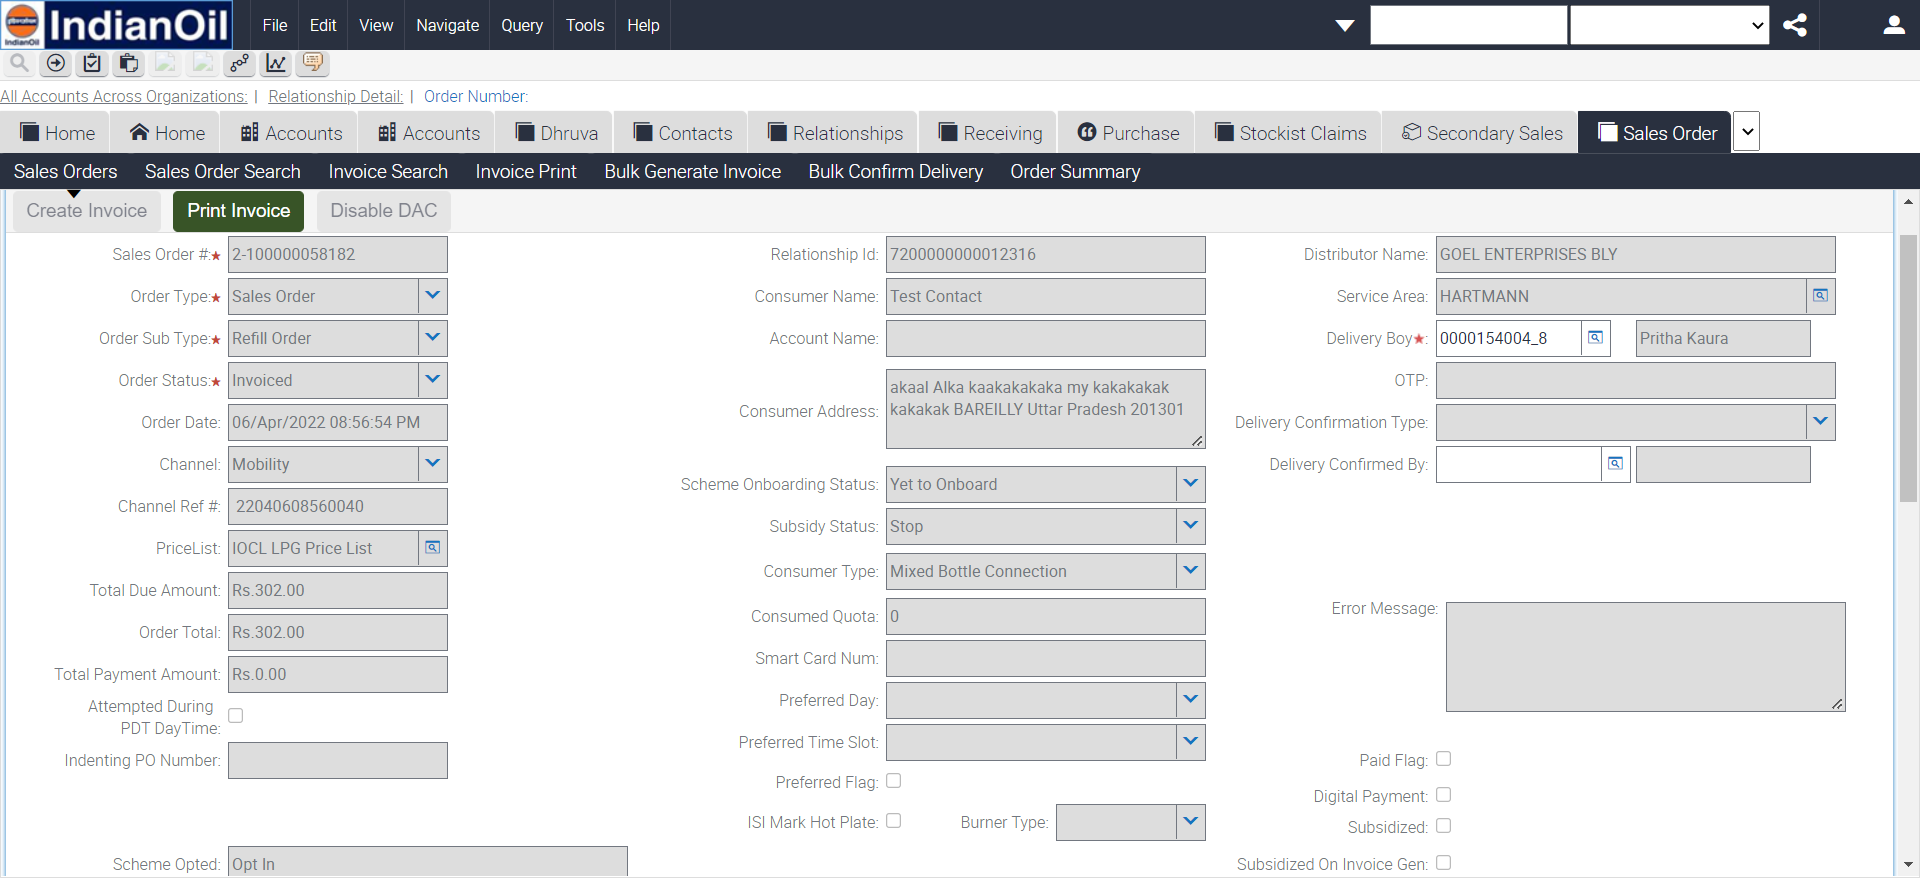 IndianOil
IndianOil
File
Edit
View
Navigate
Query
Tools
Help
All Accounts Across Organizations: | Relationship Detail: | Order Number:
Home
Home
Accounts
Accounts
Dhruva
Contacts
Relationships
Receiving
Purchase
Stockist Claims
Secondary Sales
Sales Order
Sales Orders
Sales Order Search
Invoice Search
Invoice Print
Bulk Generate Invoice
Bulk Confirm Delivery
Order Summary
Create Invoice
Print Invoice
Disable DAC
Sales Order #:★ 2-100000058182
Order Type:★ Sales Order
Order Sub Type:★ Refill Order
Order Status:★ Invoiced
Order Date: 06/Apr/2022 08:56:54 PM
Channel: Mobility
Channel Ref #: 22040608560040
PriceList: IOCL LPG Price List
Total Due Amount: Rs.302.00
Order Total: Rs.302.00
Total Payment Amount: Rs.0.00
Attempted During
PDT DayTime:
Indenting PO Number:
Scheme Opted: Opt In
Relationship Id: 7200000000012316
Consumer Name: Test Contact
Account Name:
Consumer Address:
akaal Alka kaakakakaka my kakakakak
kakakak BAREILLY Uttar Pradesh 201301
Scheme Onboarding Status: Yet to Onboard
Subsidy Status: Stop
Consumer Type: Mixed Bottle Connection
Consumed Quota: 0
Smart Card Num:
Preferred Day:
Preferred Time Slot:
Preferred Flag:
ISI Mark Hot Plate:
Burner Type:
Distributor Name: GOEL ENTERPRISES BLY
Service Area: HARTMANN
Delivery Boy★: 0000154004_8 Pritha Kaura
OTP:
Delivery Confirmation Type:
Delivery Confirmed By:
Error Message:
Paid Flag:
Digital Payment:
Subsidized:
Subsidized On Invoice Gen: